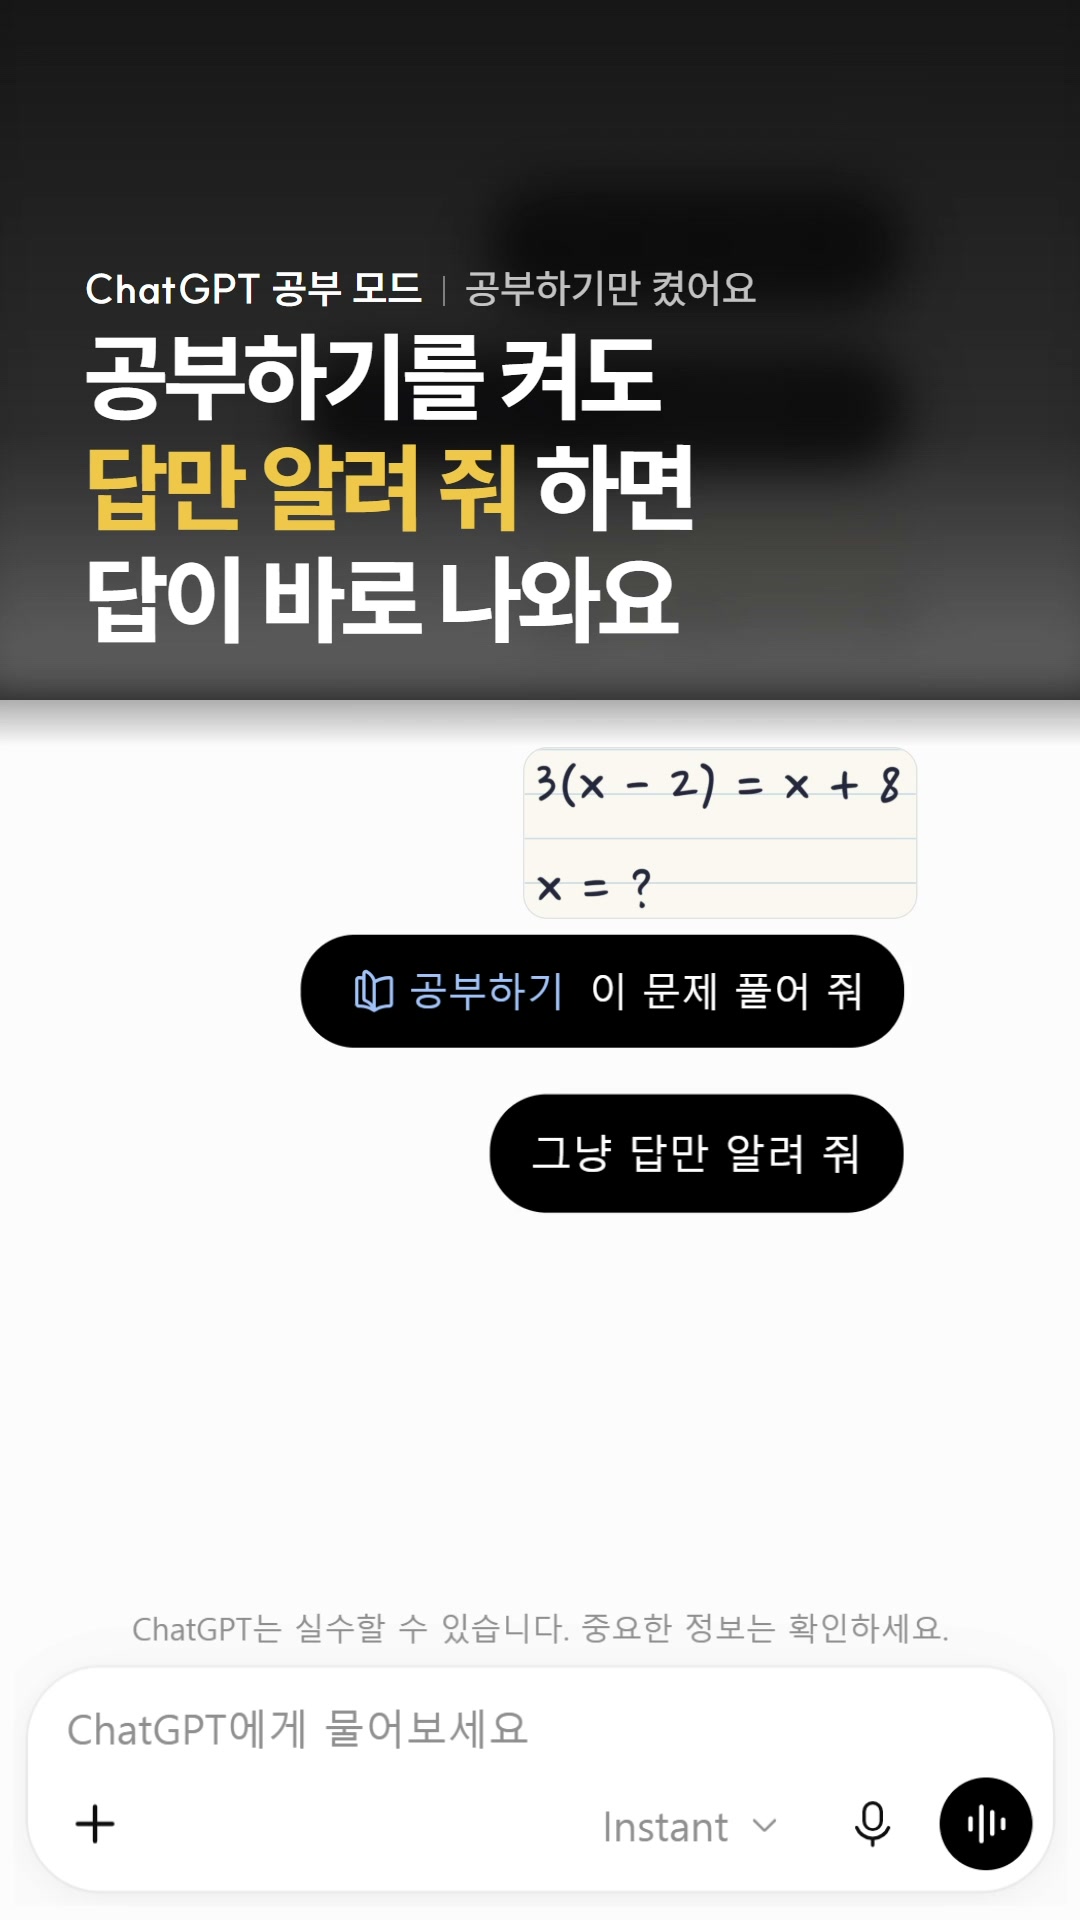 ChatGPT 공부 모드 | 공부하기만 켰어요
공부하기를 켜도
답만 알려 줘 하면
답이 바로 나와요
3(x - 2) = x + 8
x = ?
공부하기 이 문제 풀어 줘
그냥 답만 알려 줘
ChatGPT는 실수할 수 있습니다. 중요한 정보는 확인하세요.
ChatGPT에게 물어보세요
Instant